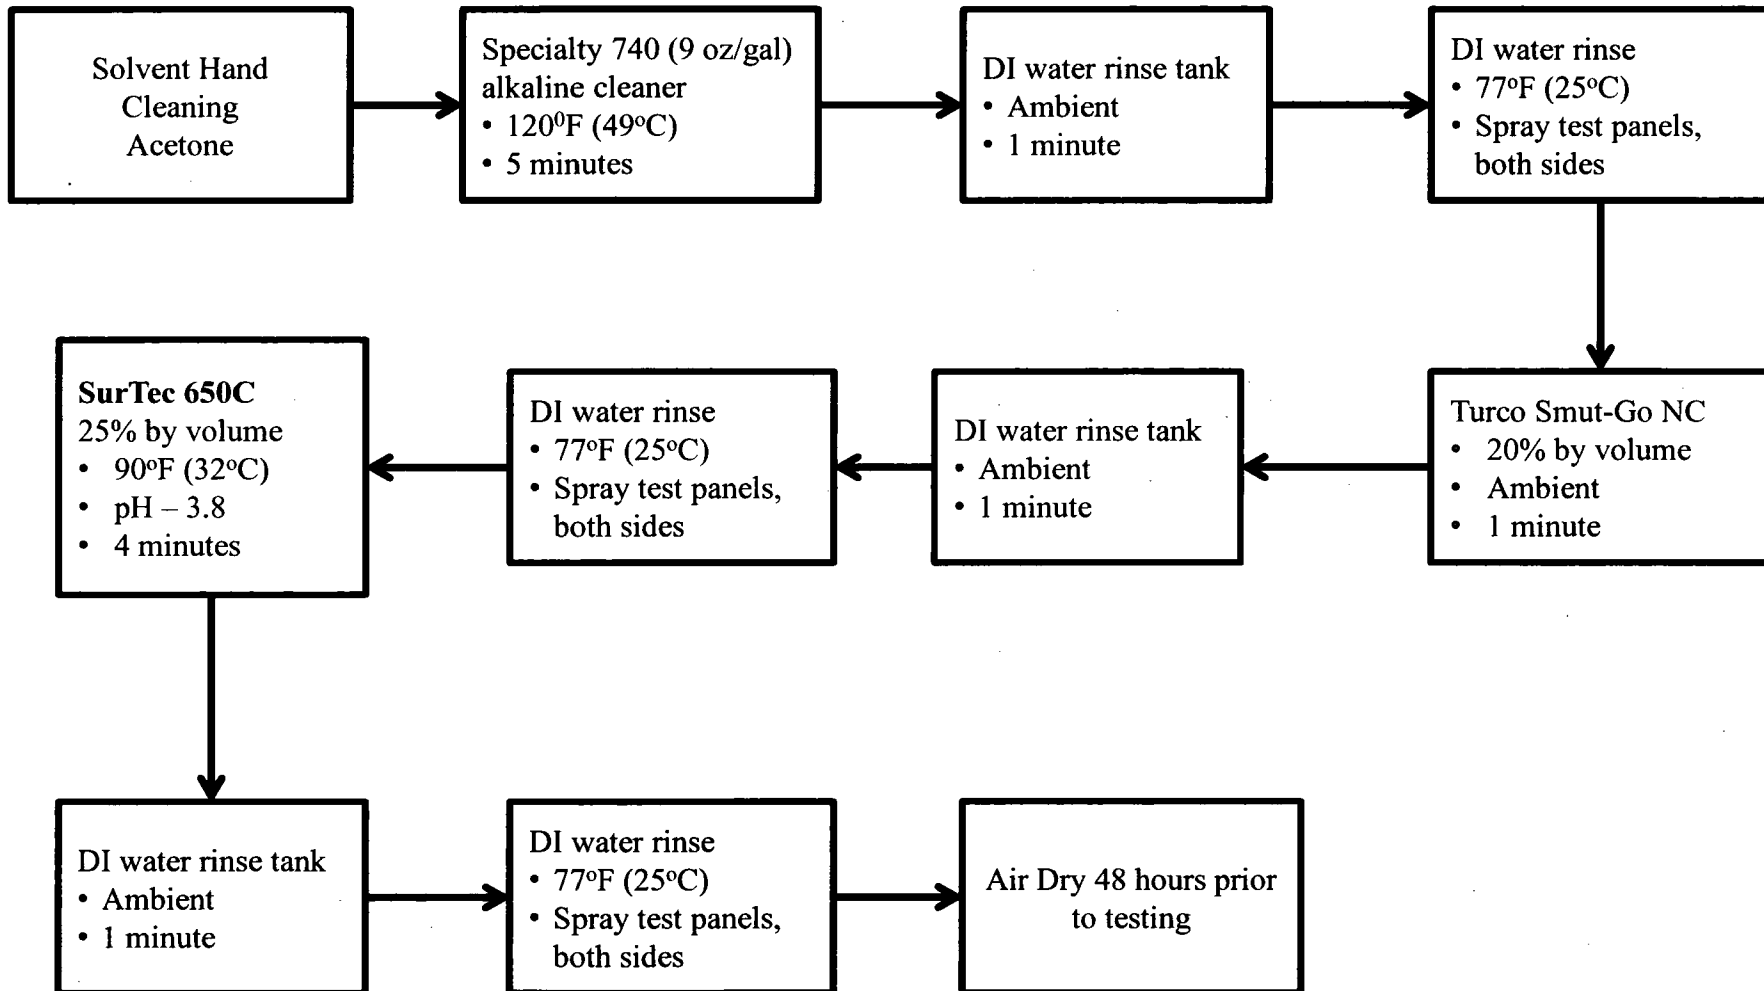 Solvent Hand
Cleaning
Acetone
Specialty 740 (9 oz/gal)
alkaline cleaner
• 120⁰F (49ºC)
• 5 minutes
DI water rinse tank
• Ambient
• 1 minute
DI water rinse
• 77ºF (25ºC)
• Spray test panels,
both sides
Turco Smut-Go NC
• 20% by volume
• Ambient
• 1 minute
DI water rinse tank
• Ambient
• 1 minute
DI water rinse
• 77ºF (25ºC)
• Spray test panels,
both sides
SurTec 650C
25% by volume
• 90ºF (32ºC)
• pH – 3.8
• 4 minutes
DI water rinse tank
• Ambient
• 1 minute
DI water rinse
• 77ºF (25ºC)
• Spray test panels,
both sides
Air Dry 48 hours prior
to testing